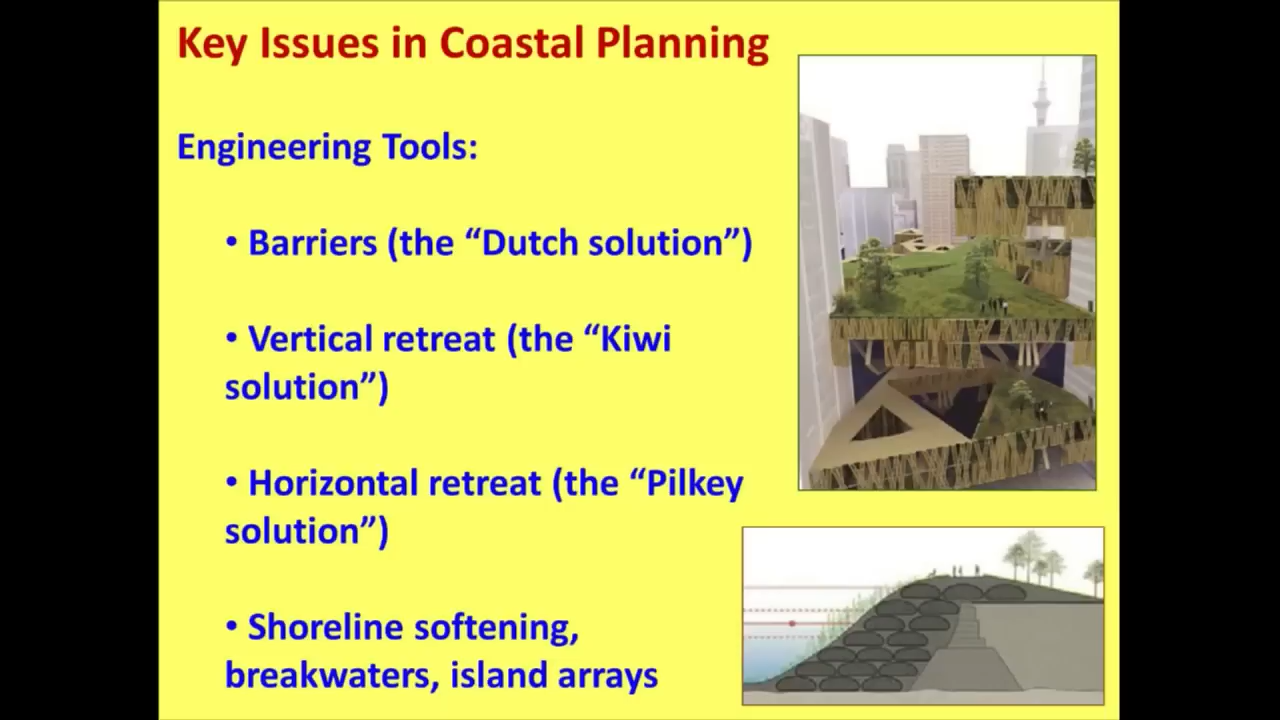 Key Issues in Coastal Planning
Engineering Tools:
• Barriers (the “Dutch solution”)
• Vertical retreat (the “Kiwi
solution”)
• Horizontal retreat (the “Pilkey
solution”)
• Shoreline softening,
breakwaters, island arrays